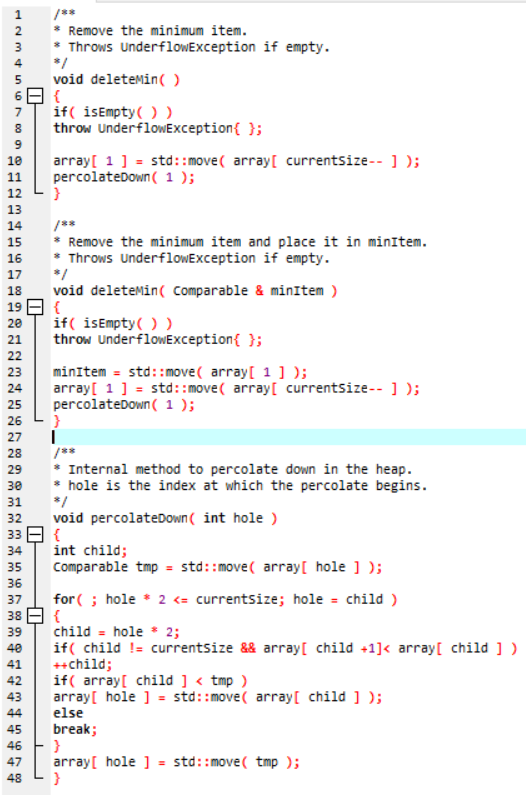 1 /**
2 * Remove the minimum item.
3 * Throws UnderflowException if empty.
4 */
5 void deleteMin( )
6 {
7 if( isEmpty( ) )
8 throw UnderflowException{ };
9
10 array[ 1 ] = std::move( array[ currentSize-- ] );
11 percolateDown( 1 );
12 }
13
14 /**
15 * Remove the minimum item and place it in minItem.
16 * Throws UnderflowException if empty.
17 */
18 void deleteMin( Comparable & minItem )
19 {
20 if( isEmpty( ) )
21 throw UnderflowException{ };
22
23 minItem = std::move( array[ 1 ] );
24 array[ 1 ] = std::move( array[ currentSize-- ] );
25 percolateDown( 1 );
26 }
27
28 /**
29 * Internal method to percolate down in the heap.
30 * hole is the index at which the percolate begins.
31 */
32 void percolateDown( int hole )
33 {
34 int child;
35 Comparable tmp = std::move( array[ hole ] );
36
37 for( ; hole * 2 <= currentSize; hole = child )
38 {
39 child = hole * 2;
40 if( child != currentSize && array[ child +1]< array[ child ] )
41 ++child;
42 if( array[ child ] < tmp )
43 array[ hole ] = std::move( array[ child ] );
44 else
45 break;
46 }
47 array[ hole ] = std::move( tmp );
48 }